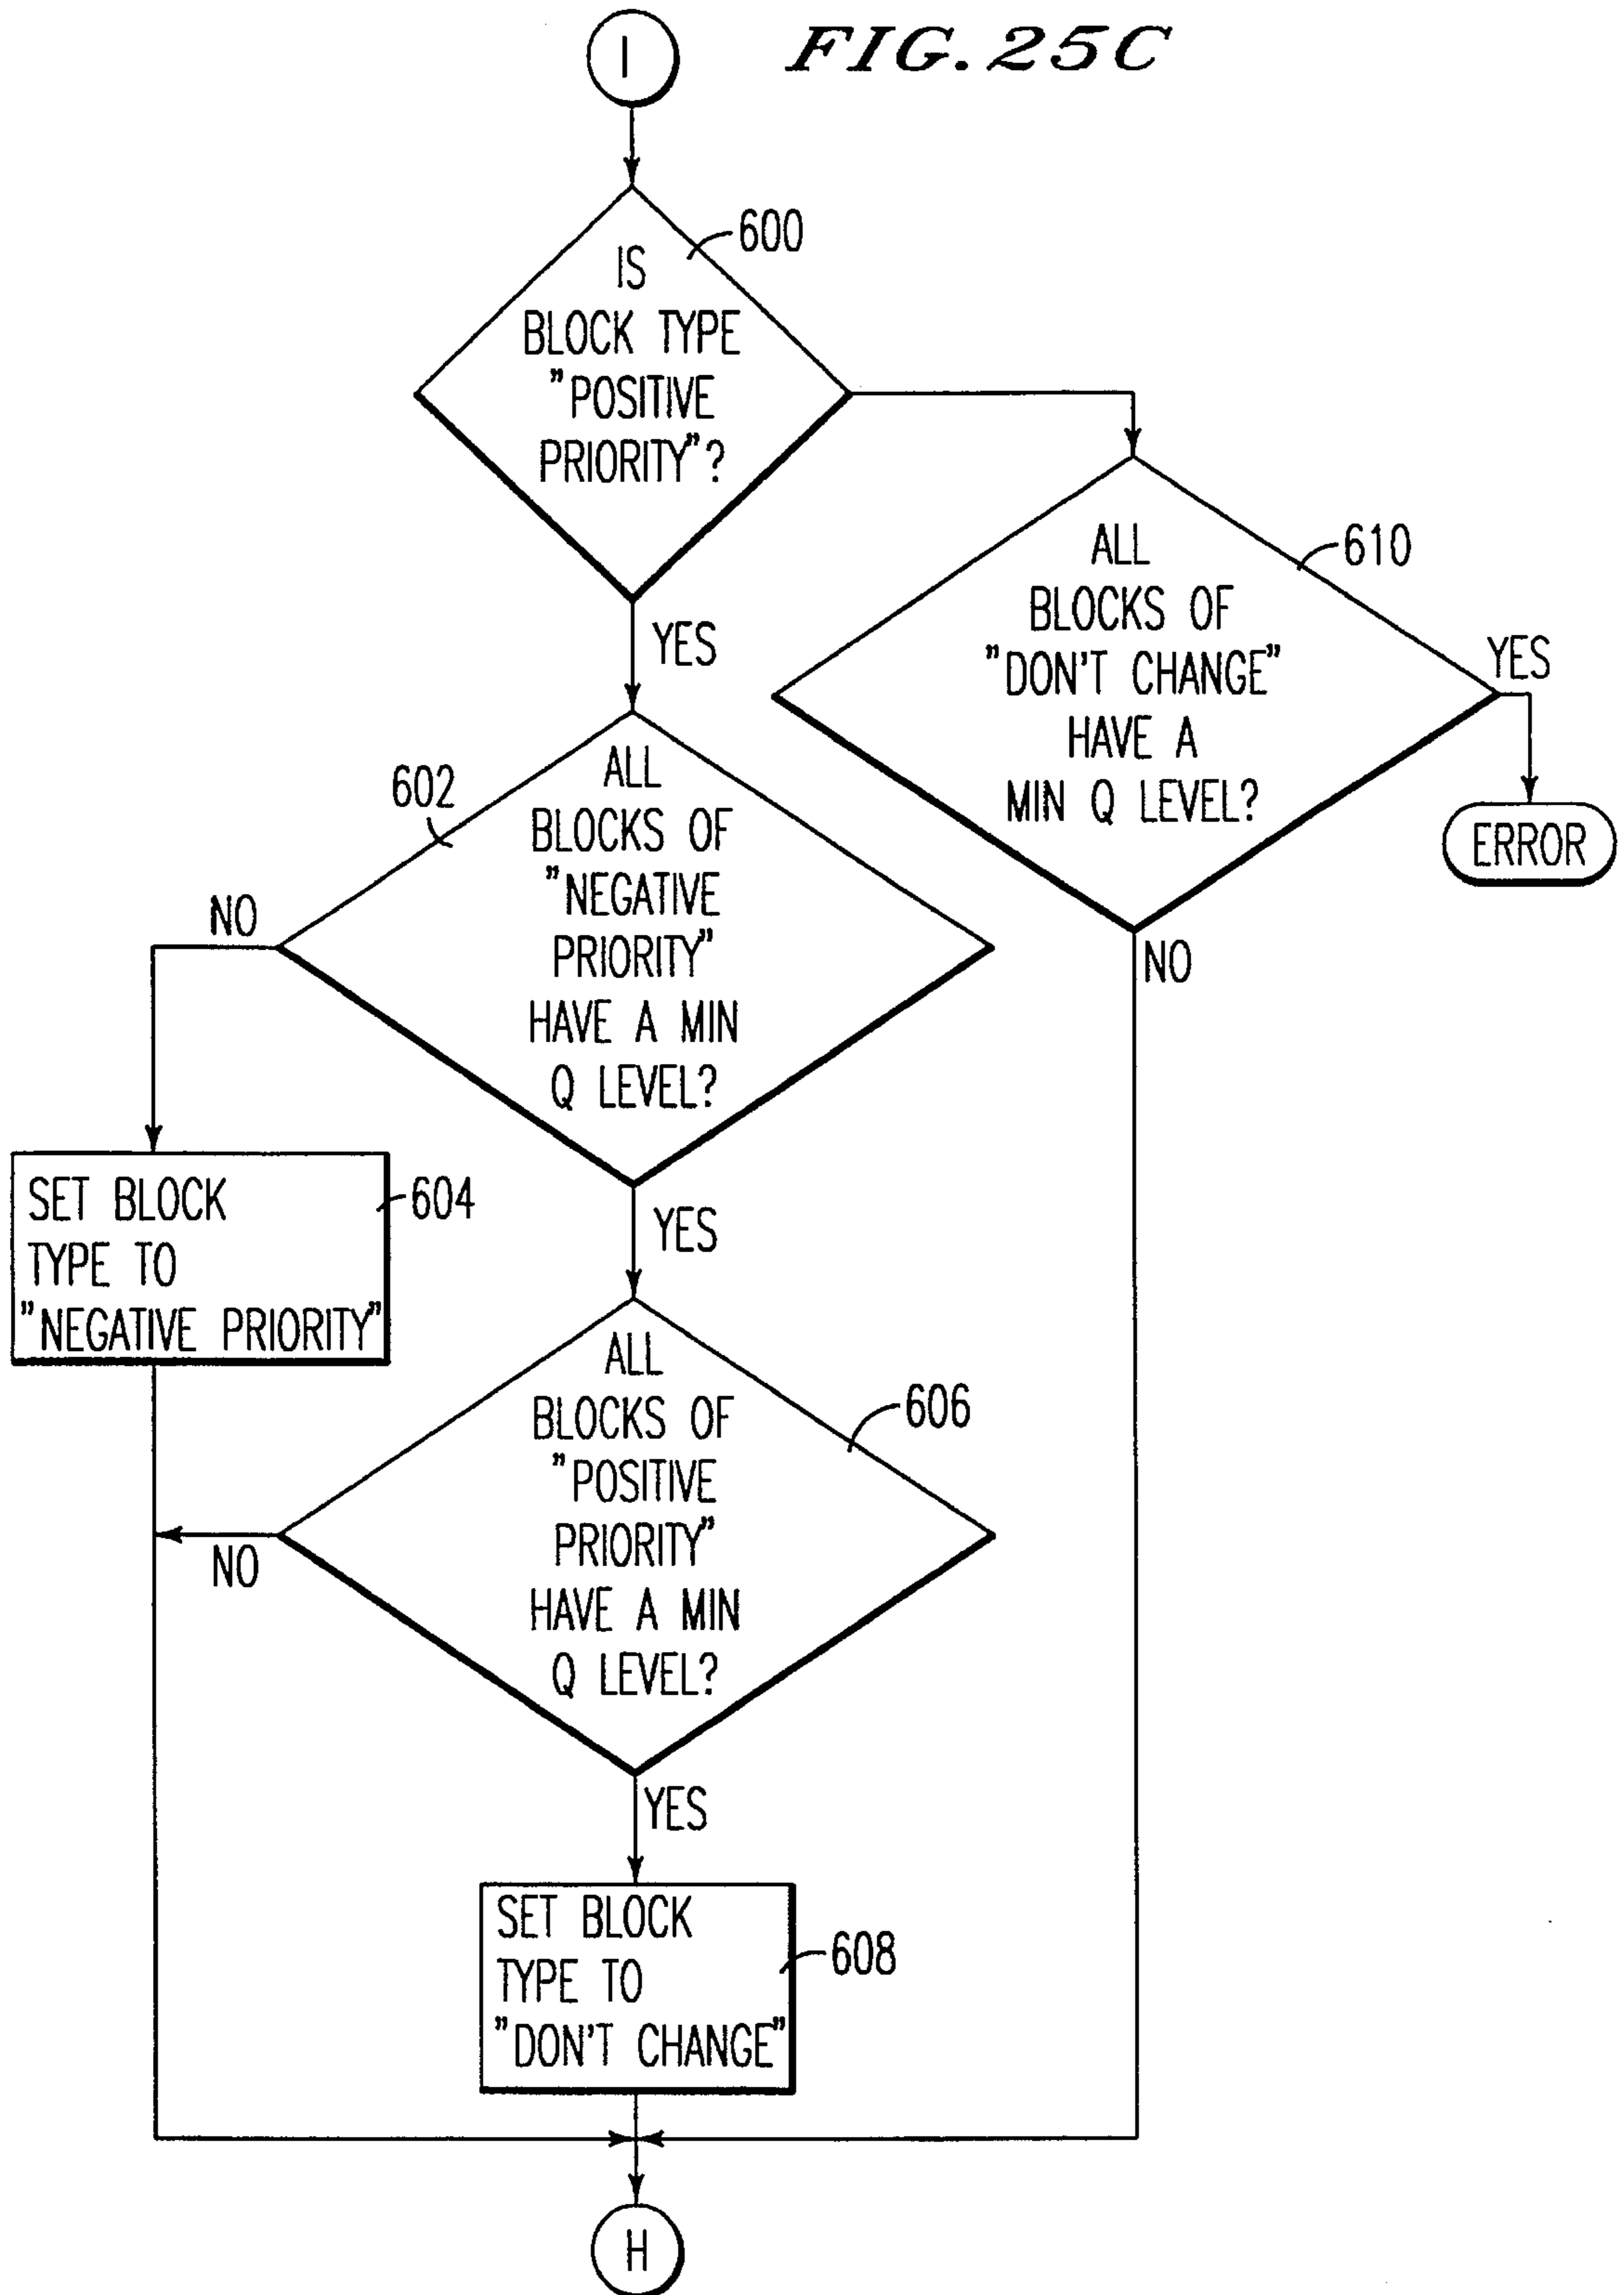 FIG. 25C
I
600
IS
BLOCK TYPE
"POSITIVE
PRIORITY"?
YES
610
ALL
BLOCKS OF
"DON'T CHANGE"
HAVE A
MIN Q LEVEL?
YES
ERROR
NO
602
ALL
BLOCKS OF
"NEGATIVE
PRIORITY"
HAVE A MIN
Q LEVEL?
NO
YES
SET BLOCK
TYPE TO
"NEGATIVE PRIORITY"
604
606
ALL
BLOCKS OF
"POSITIVE
PRIORITY"
HAVE A MIN
Q LEVEL?
NO
YES
SET BLOCK
TYPE TO
"DON'T CHANGE"
608
H